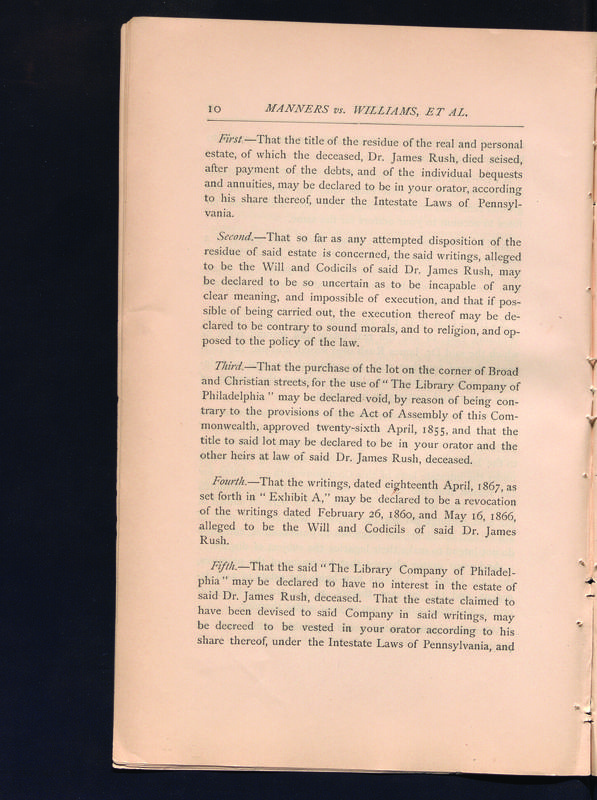 10 MANNERS vs. WILLIAMS, ET AL.
First.—That the title of the residue of the real and personal
estate, of which the deceased, Dr. James Rush, died seised,
after payment of the debts, and of the individual bequests
and annuities, may be declared to be in your orator, according
to his share thereof, under the Intestate Laws of Pennsyl-
vania.
Second.—That so far as any attempted disposition of the
residue of said estate is concerned, the said writings, alleged
to be the Will and Codicils of said Dr. James Rush, may
be declared to be so uncertain as to be incapable of any
clear meaning, and impossible of execution, and that if pos-
sible of being carried out, the execution thereof may be de-
clared to be contrary to sound morals, and to religion, and op-
posed to the policy of the law.
Third.—That the purchase of the lot on the corner of Broad
and Christian streets, for the use of "The Library Company of
Philadelphia" may be declared void, by reason of being con-
trary to the provisions of the Act of Assembly of this Com-
monwealth, approved twenty-sixth April, 1855, and that the
title to said lot may be declared to be in your orator and the
other heirs at law of said Dr. James Rush, deceased.
Fourth.—That the writings, dated eighteenth April, 1867, as
set forth in "Exhibit A," may be declared to be a revocation
of the writings dated February 26, 1860, and May 16, 1866,
alleged to be the Will and Codicils of said Dr. James
Rush.
Fifth.—That the said "The Library Company of Philadel-
phia" may be declared to have no interest in the estate of
said Dr. James Rush, deceased. That the estate claimed to
have been devised to said Company in said writings, may
be decreed to be vested in your orator according to his
share thereof, under the Intestate Laws of Pennsylvania, and